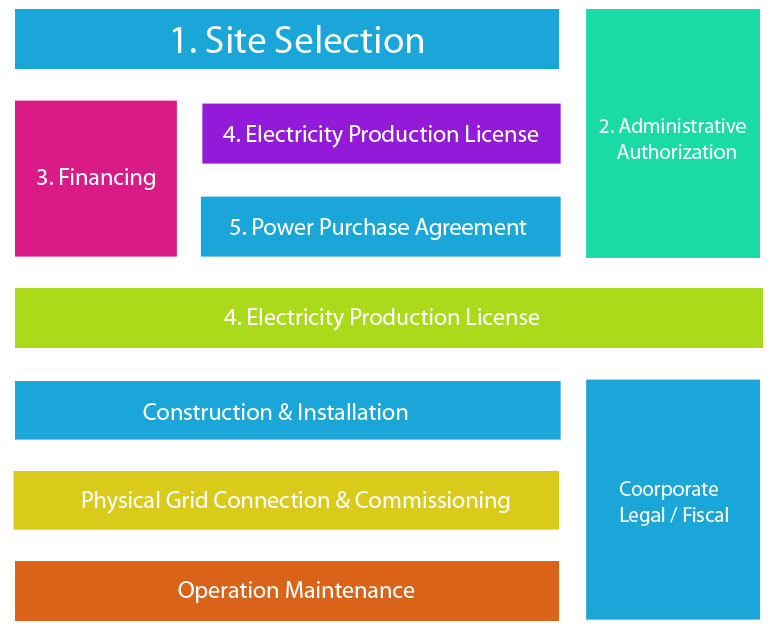 1. Site Selection
2. Administrative
Authorization
3. Financing
4. Electricity Production License
5. Power Purchase Agreement
4. Electricity Production License
Construction & Installation
Physical Grid Connection & Commissioning
Operation Maintenance
Coorporate
Legal / Fiscal